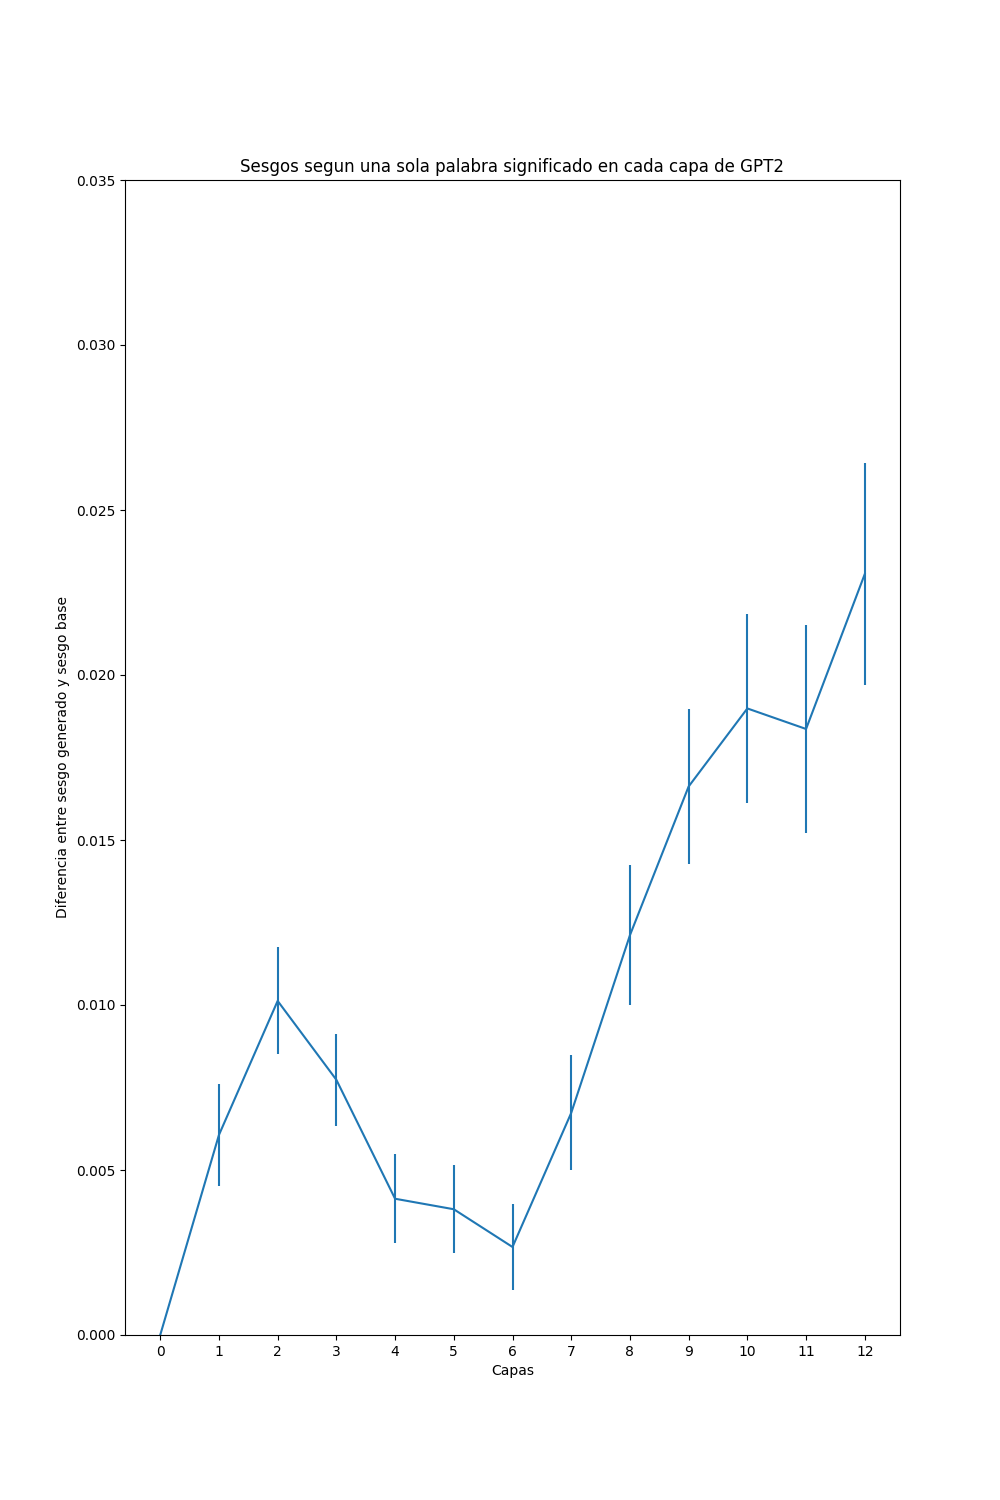 Sesgos segun una sola palabra significado en cada capa de GPT2
0.035
0.030
0.025
0.020
0.015
0.010
0.005
0.000
Diferencia entre sesgo generado y sesgo base
0 1 2 3 4 5 6 7 8 9 10 11 12
Capas